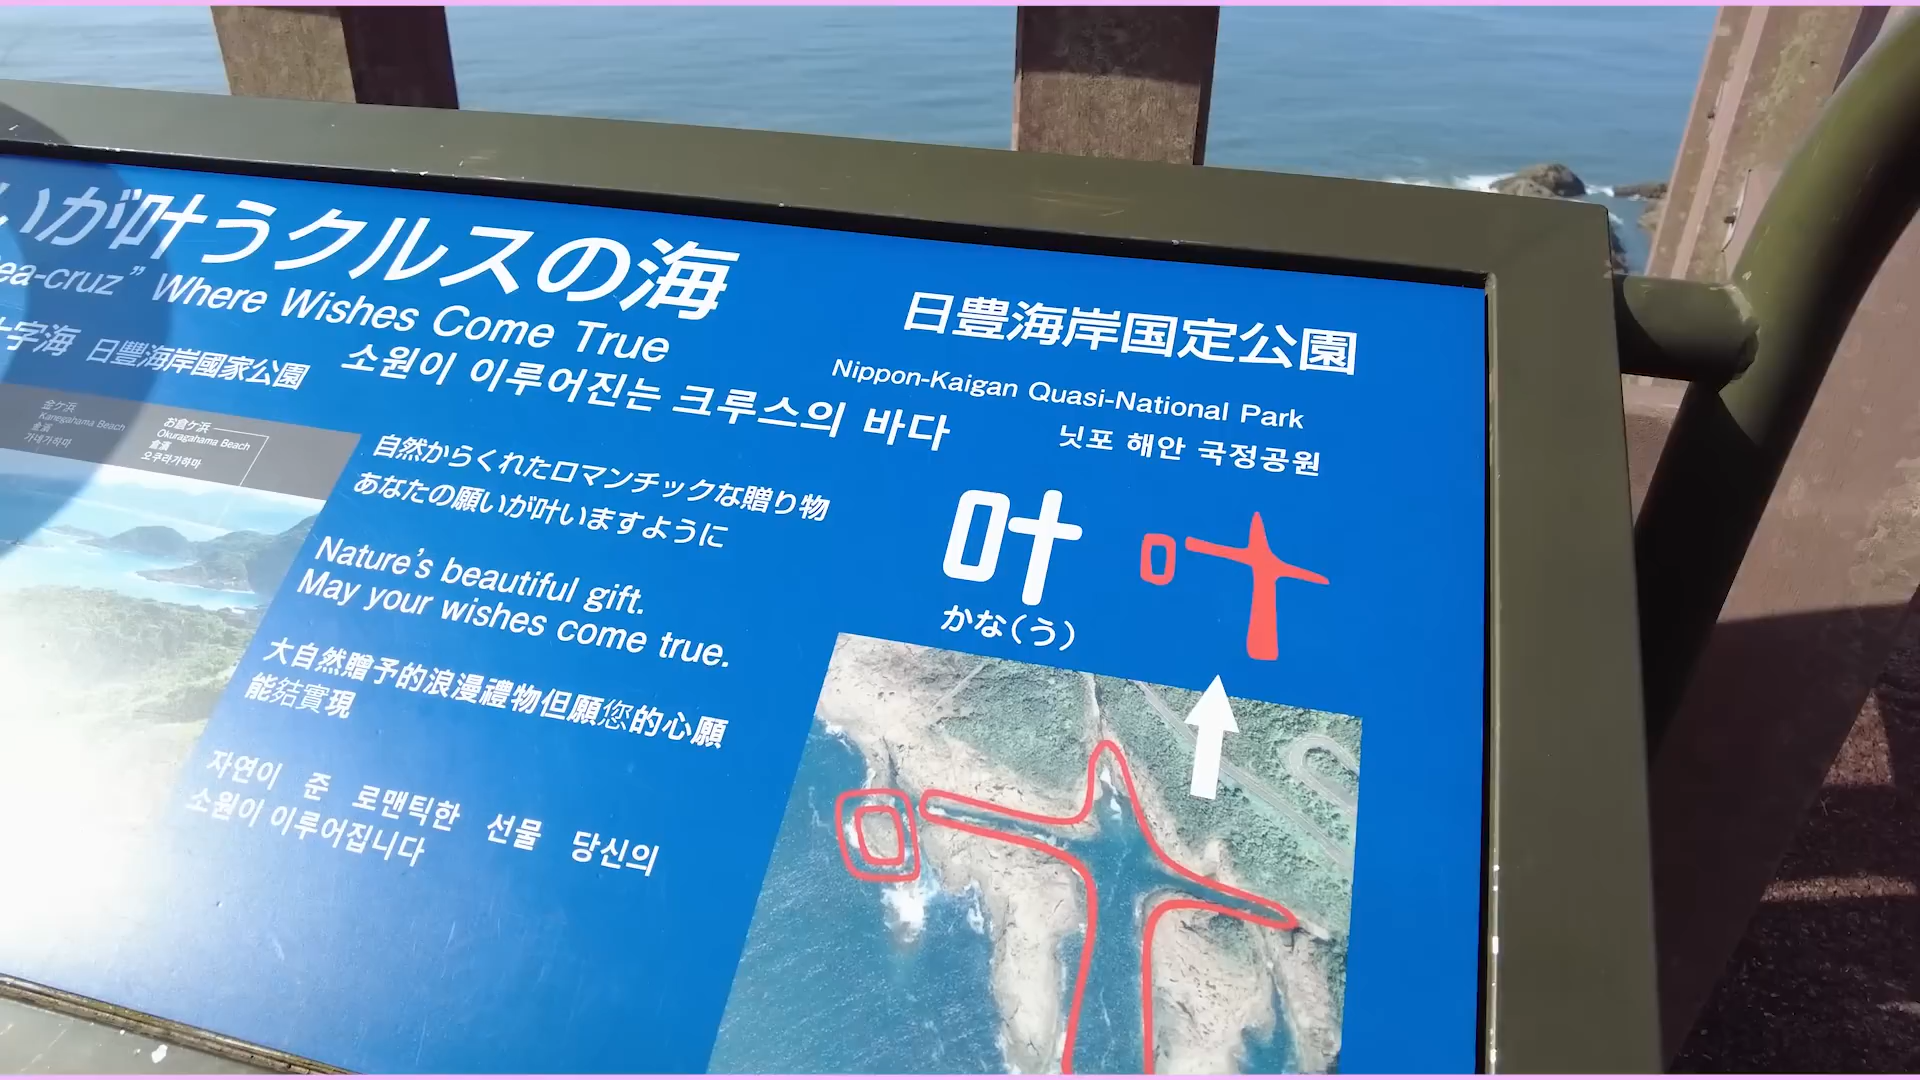 いが叶うクルスの海
ea-cruz” Where Wishes Come True
十字海 日豐海岸國家公園
소원이 이루어진는 크루스의 바다
日豊海岸国定公園
Nippon-Kaigan Quasi-National Park
닛포 해안 국정공원
金ケ浜
Kanegahama Beach
金濱
가네가하마
お倉ケ浜
Okuragahama Beach
倉濱
오쿠라가하마
自然からくれたロマンチックな贈り物
あなたの願いが叶いますように
Nature’s beautiful gift.
May your wishes come true.
大自然贈予的浪漫禮物但願您的心願
能結實現
자연이 준 로맨틱한 선물 당신의
소원이 이루어집니다
叶 叶
かな(う)